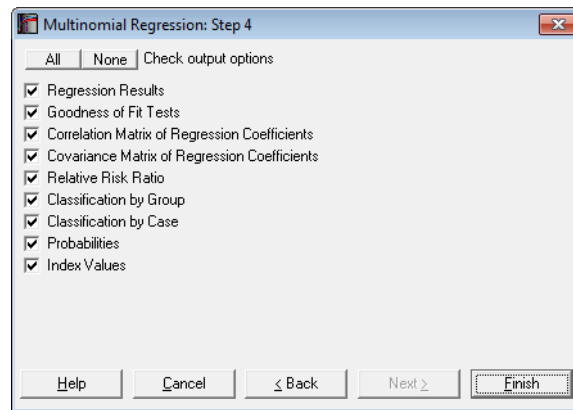 Multinomial Regression: Step 4
All None Check output options
Regression Results
Goodness of Fit Tests
Correlation Matrix of Regression Coefficients
Covariance Matrix of Regression Coefficients
Relative Risk Ratio
Classification by Group
Classification by Case
Probabilities
Index Values
Help Cancel < Back Next > Finish